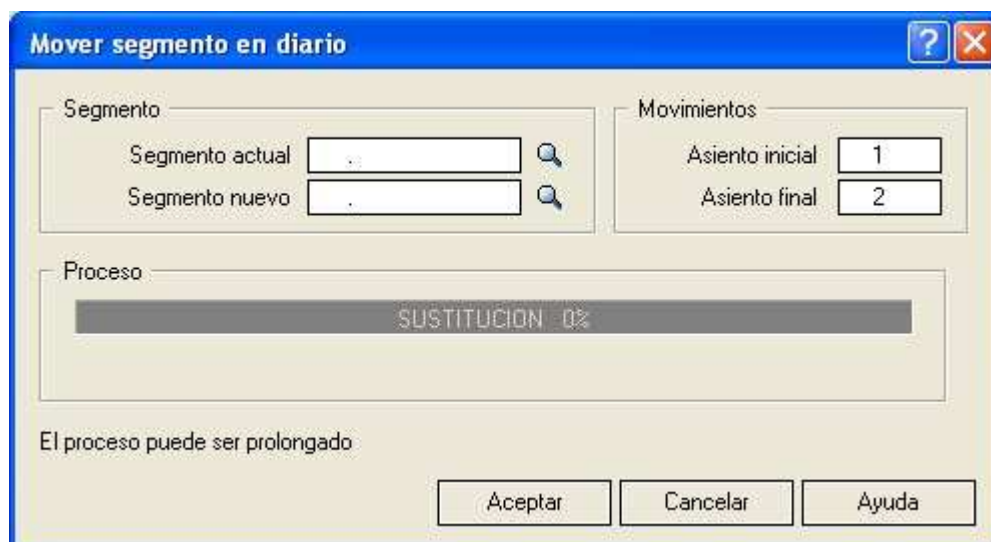 Mover segmento en diario
Segmento
Movimientos
Segmento actual .
Asiento inicial 1
Segmento nuevo .
Asiento final 2
Proceso
SUSTITUCION 0%
El proceso puede ser prolongado
Aceptar Cancelar Ayuda